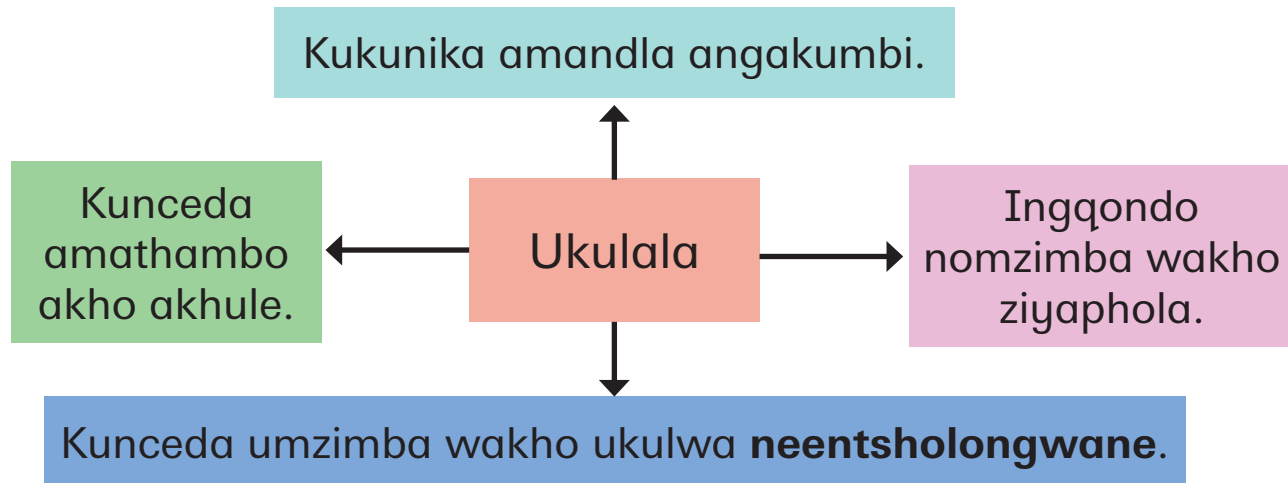 Kukunika amandla angakumbi.
Kunceda
amathambo
akho akhule.
Ukulala
Ingqondo
nomzimba wakho
ziyaphola.
Kunceda umzimba wakho ukulwa neentsholongwane.